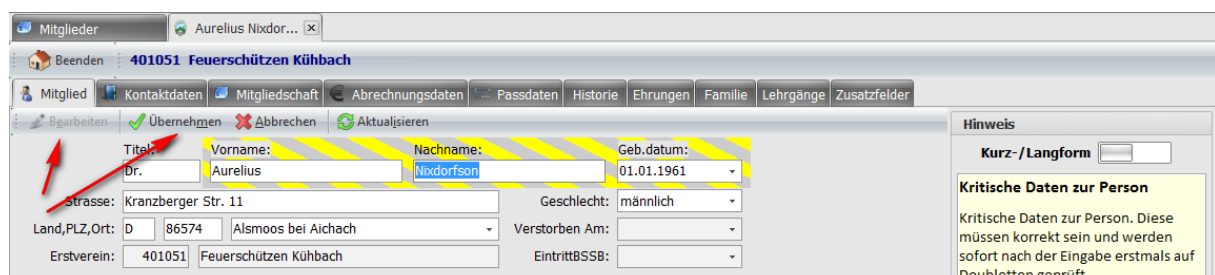 Mitglieder Aurelius Nixdor...
Beenden 401051 Feuerschützen Kühbach
Mitglied Kontaktdaten Mitgliedschaft Abrechnungsdaten Passdaten Historie Ehrungen Familie Lehrgänge Zusatzfelder
Bearbeiten Übernehmen Abbrechen Aktualisieren
Titel: Vorname: Nachname: Geb.datum:
Dr. Aurelius Nixdorfson 01.01.1961
Strasse: Kranzberger Str. 11 Geschlecht: männlich
Land,PLZ,Ort: D 86574 Alsmoos bei Aichach Verstorben Am:
Erstverein: 401051 Feuerschützen Kühbach EintrittBSSB:
Hinweis
Kurz-/Langform
Kritische Daten zur Person
Kritische Daten zur Person. Diese
müssen korrekt sein und werden
sofort nach der Eingabe erstmals auf
Doubletten geprüft.